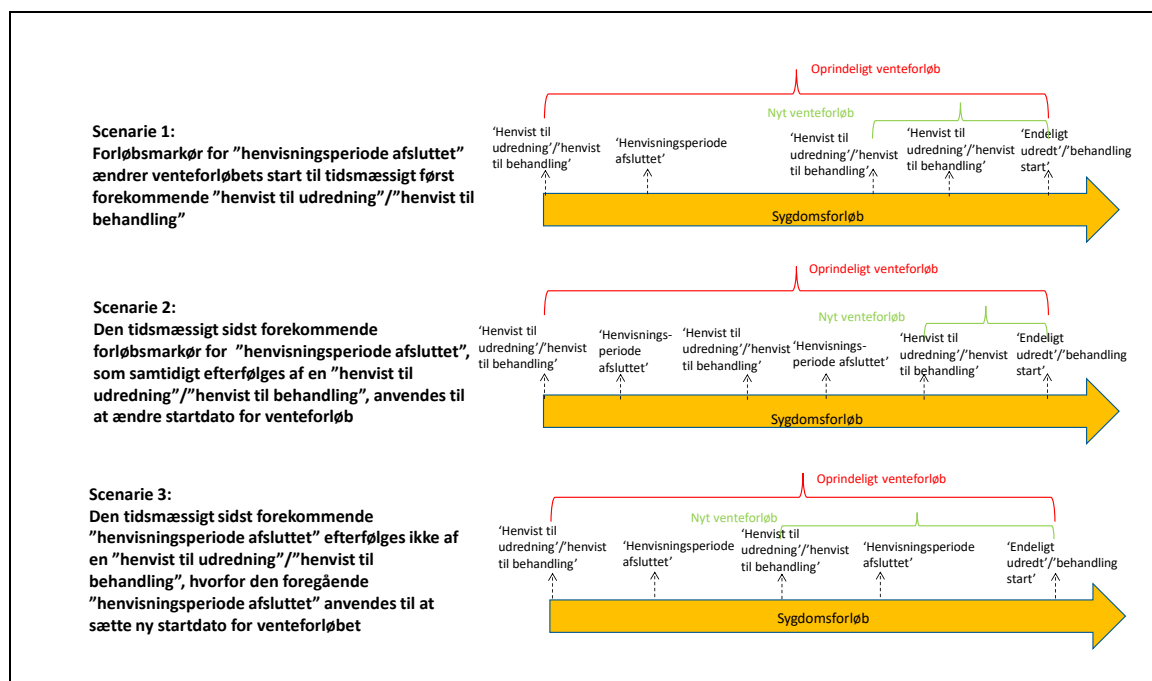 Scenarie 1:
Forløbsmarkør for ”henvisningsperiode afsluttet”
ændrer venteforløbets start til tidsmæssigt først
forekommende ”henvist til udredning”/”henvist til
behandling”
Oprindeligt venteforløb
Nyt venteforløb
‘Henvist til
udredning’/’henvist
til behandling’
‘Henvisningsperiode
afsluttet’
‘Henvist til
udredning’/’henvist
til behandling’
‘Henvist til
udredning’/’henvist
til behandling’
‘Endeligt
udredt’/’behandling
start’
Sygdomsforløb
Scenarie 2:
Den tidsmæssigt sidst forekommende
forløbsmarkør for ”henvisningsperiode afsluttet”,
som samtidigt efterfølges af en ”henvist til
udredning”/”henvist til behandling”, anvendes til
at ændre startdato for venteforløb
Oprindeligt venteforløb
Nyt venteforløb
‘Henvist til
udredning’/’henvist
til behandling’
‘Henvisnings-
periode
afsluttet’
‘Henvist til
udredning’/’henvist
til behandling’
‘Henvisnings-
periode afsluttet’
‘Henvist til
udredning’/’henvist
til behandling’
‘Endeligt
udredt’/’behandling
start’
Sygdomsforløb
Scenarie 3:
Den tidsmæssigt sidst forekommende
”henvisningsperiode afsluttet” efterfølges ikke af
en ”henvist til udredning”/”henvist til
behandling”, hvorfor den foregående
”henvisningsperiode afsluttet” anvendes til at
sætte ny startdato for venteforløbet
Oprindeligt venteforløb
Nyt venteforløb
‘Henvist til
udredning’/’henvist
til behandling’
‘Henvisningsperiode
afsluttet’
‘Henvist til
udredning’/’henvist
til behandling’
‘Henvisningsperiode
afsluttet’
‘Endeligt
udredt’/’behandling
start’
Sygdomsforløb